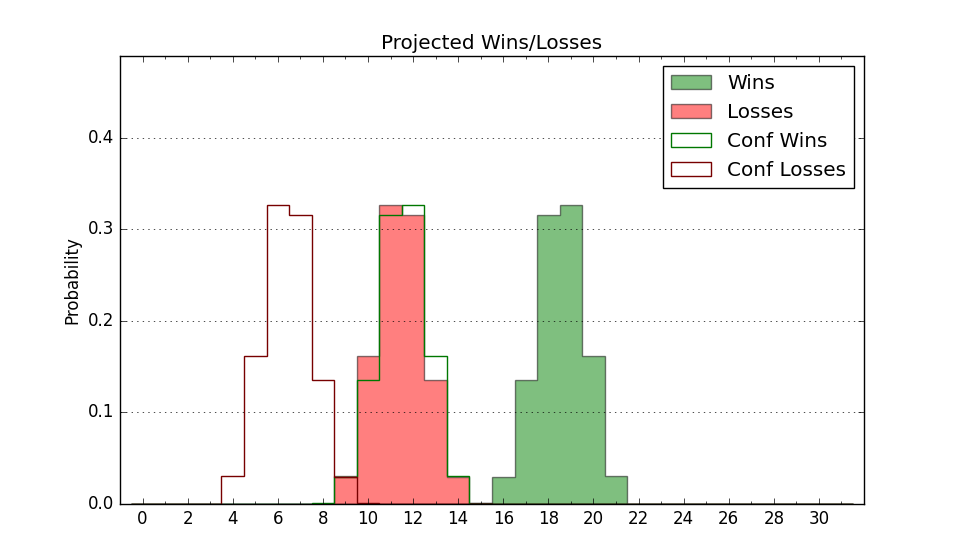 Projected Wins/Losses
Wins
Losses
Conf Wins
Conf Losses
Probability
0.4
0.3
0.2
0.1
0.0
0 2 4 6 8 10 12 14 16 18 20 22 24 26 28 30